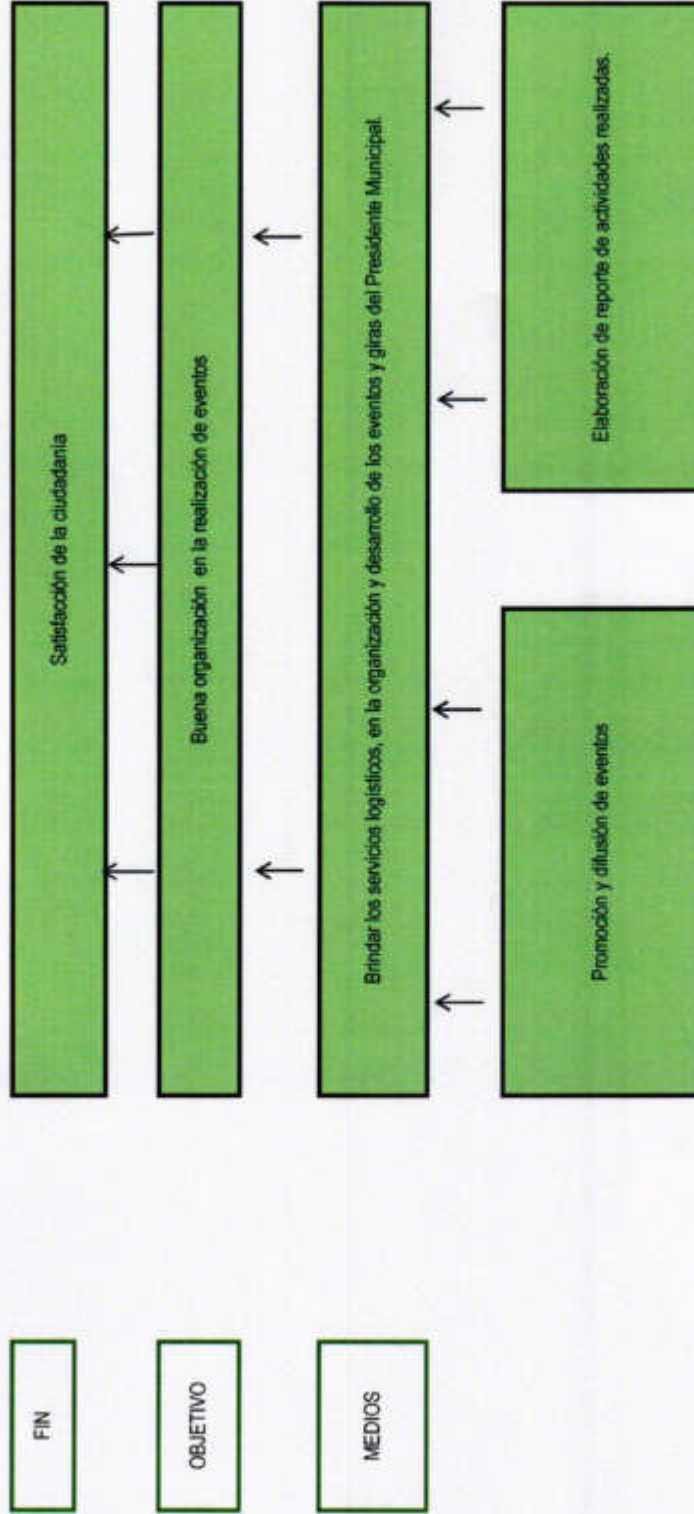 FIN
Satisfacción de la ciudadanía
OBJETIVO
Buena organización en la realización de eventos
MEDIOS
Brindar los servicios logísticos, en la organización y desarrollo de los eventos y giras del Presidente Municipal.
Promoción y difusión de eventos
Elaboración de reporte de actividades realizadas.